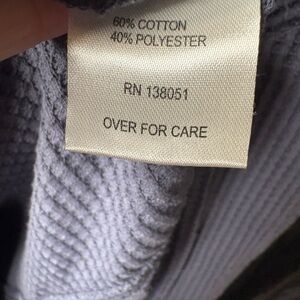 60% COTTON
40% POLYESTER
RN 138051
OVER FOR CARE